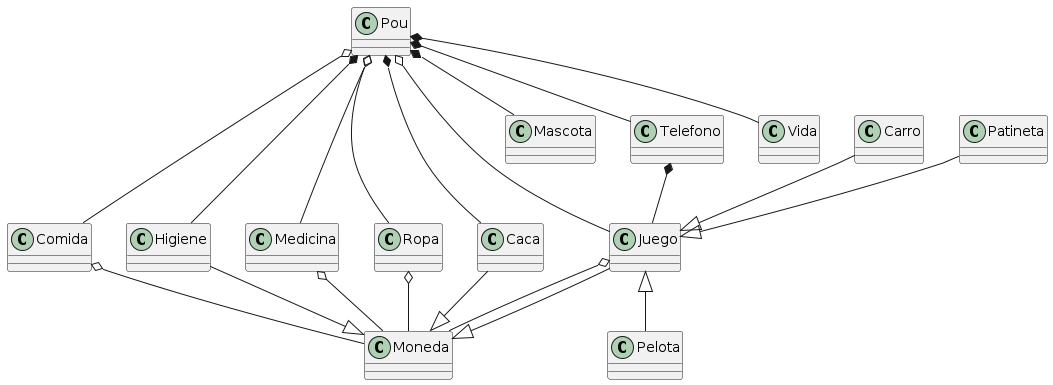 C Pou
C Mascota
C Telefono
C Vida
C Carro
C Patineta
C Comida
C Higiene
C Medicina
C Ropa
C Caca
C Juego
C Moneda
C Pelota